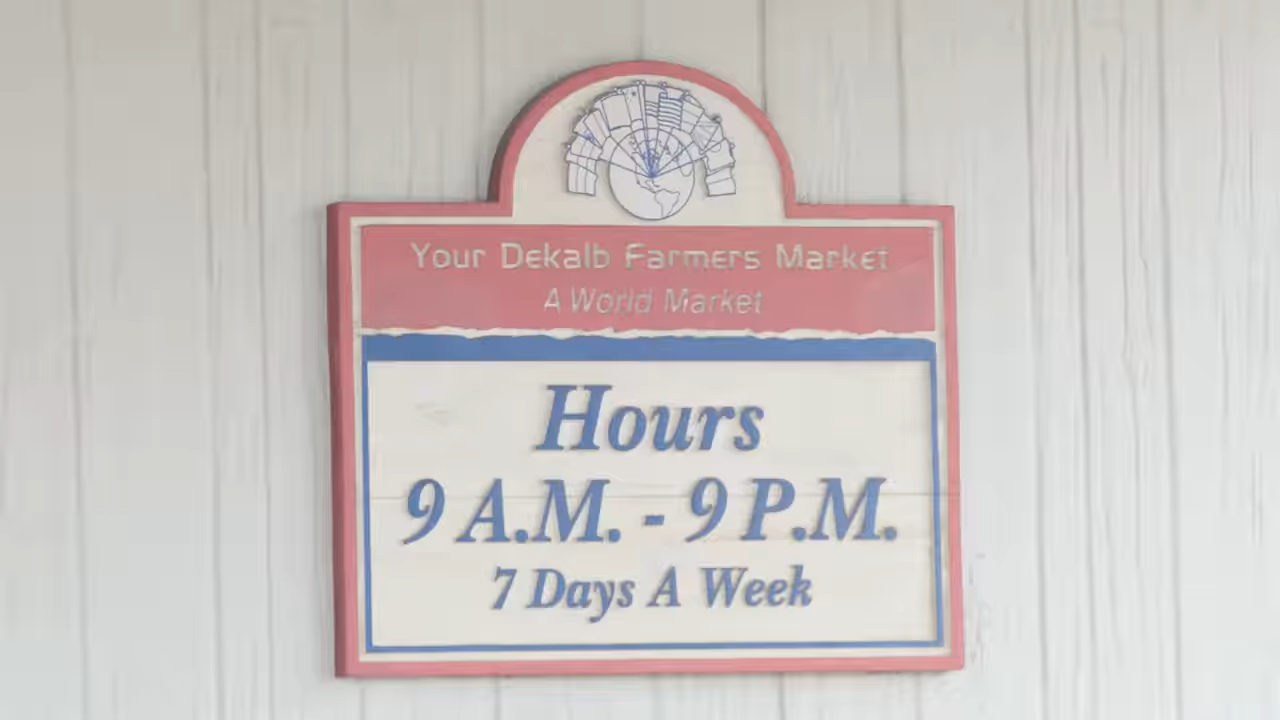 Your Dekalb Farmers Market
A World Market
Hours
9 A.M. - 9 P.M.
7 Days A Week